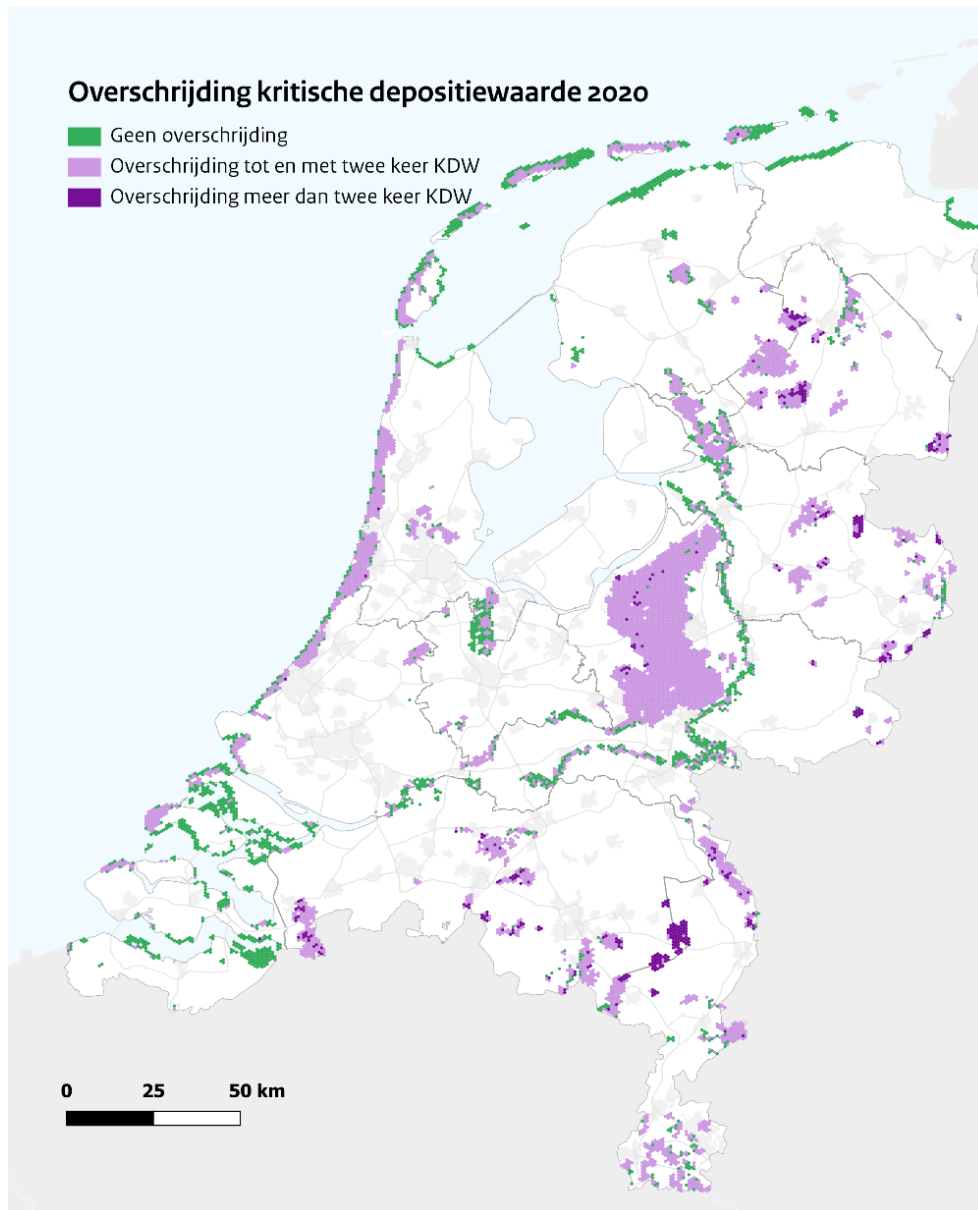 Overschrijding kritische depositiewaarde 2020
Geen overschrijding
Overschrijding tot en met twee keer KDW
Overschrijding meer dan twee keer KDW
0 25 50 km